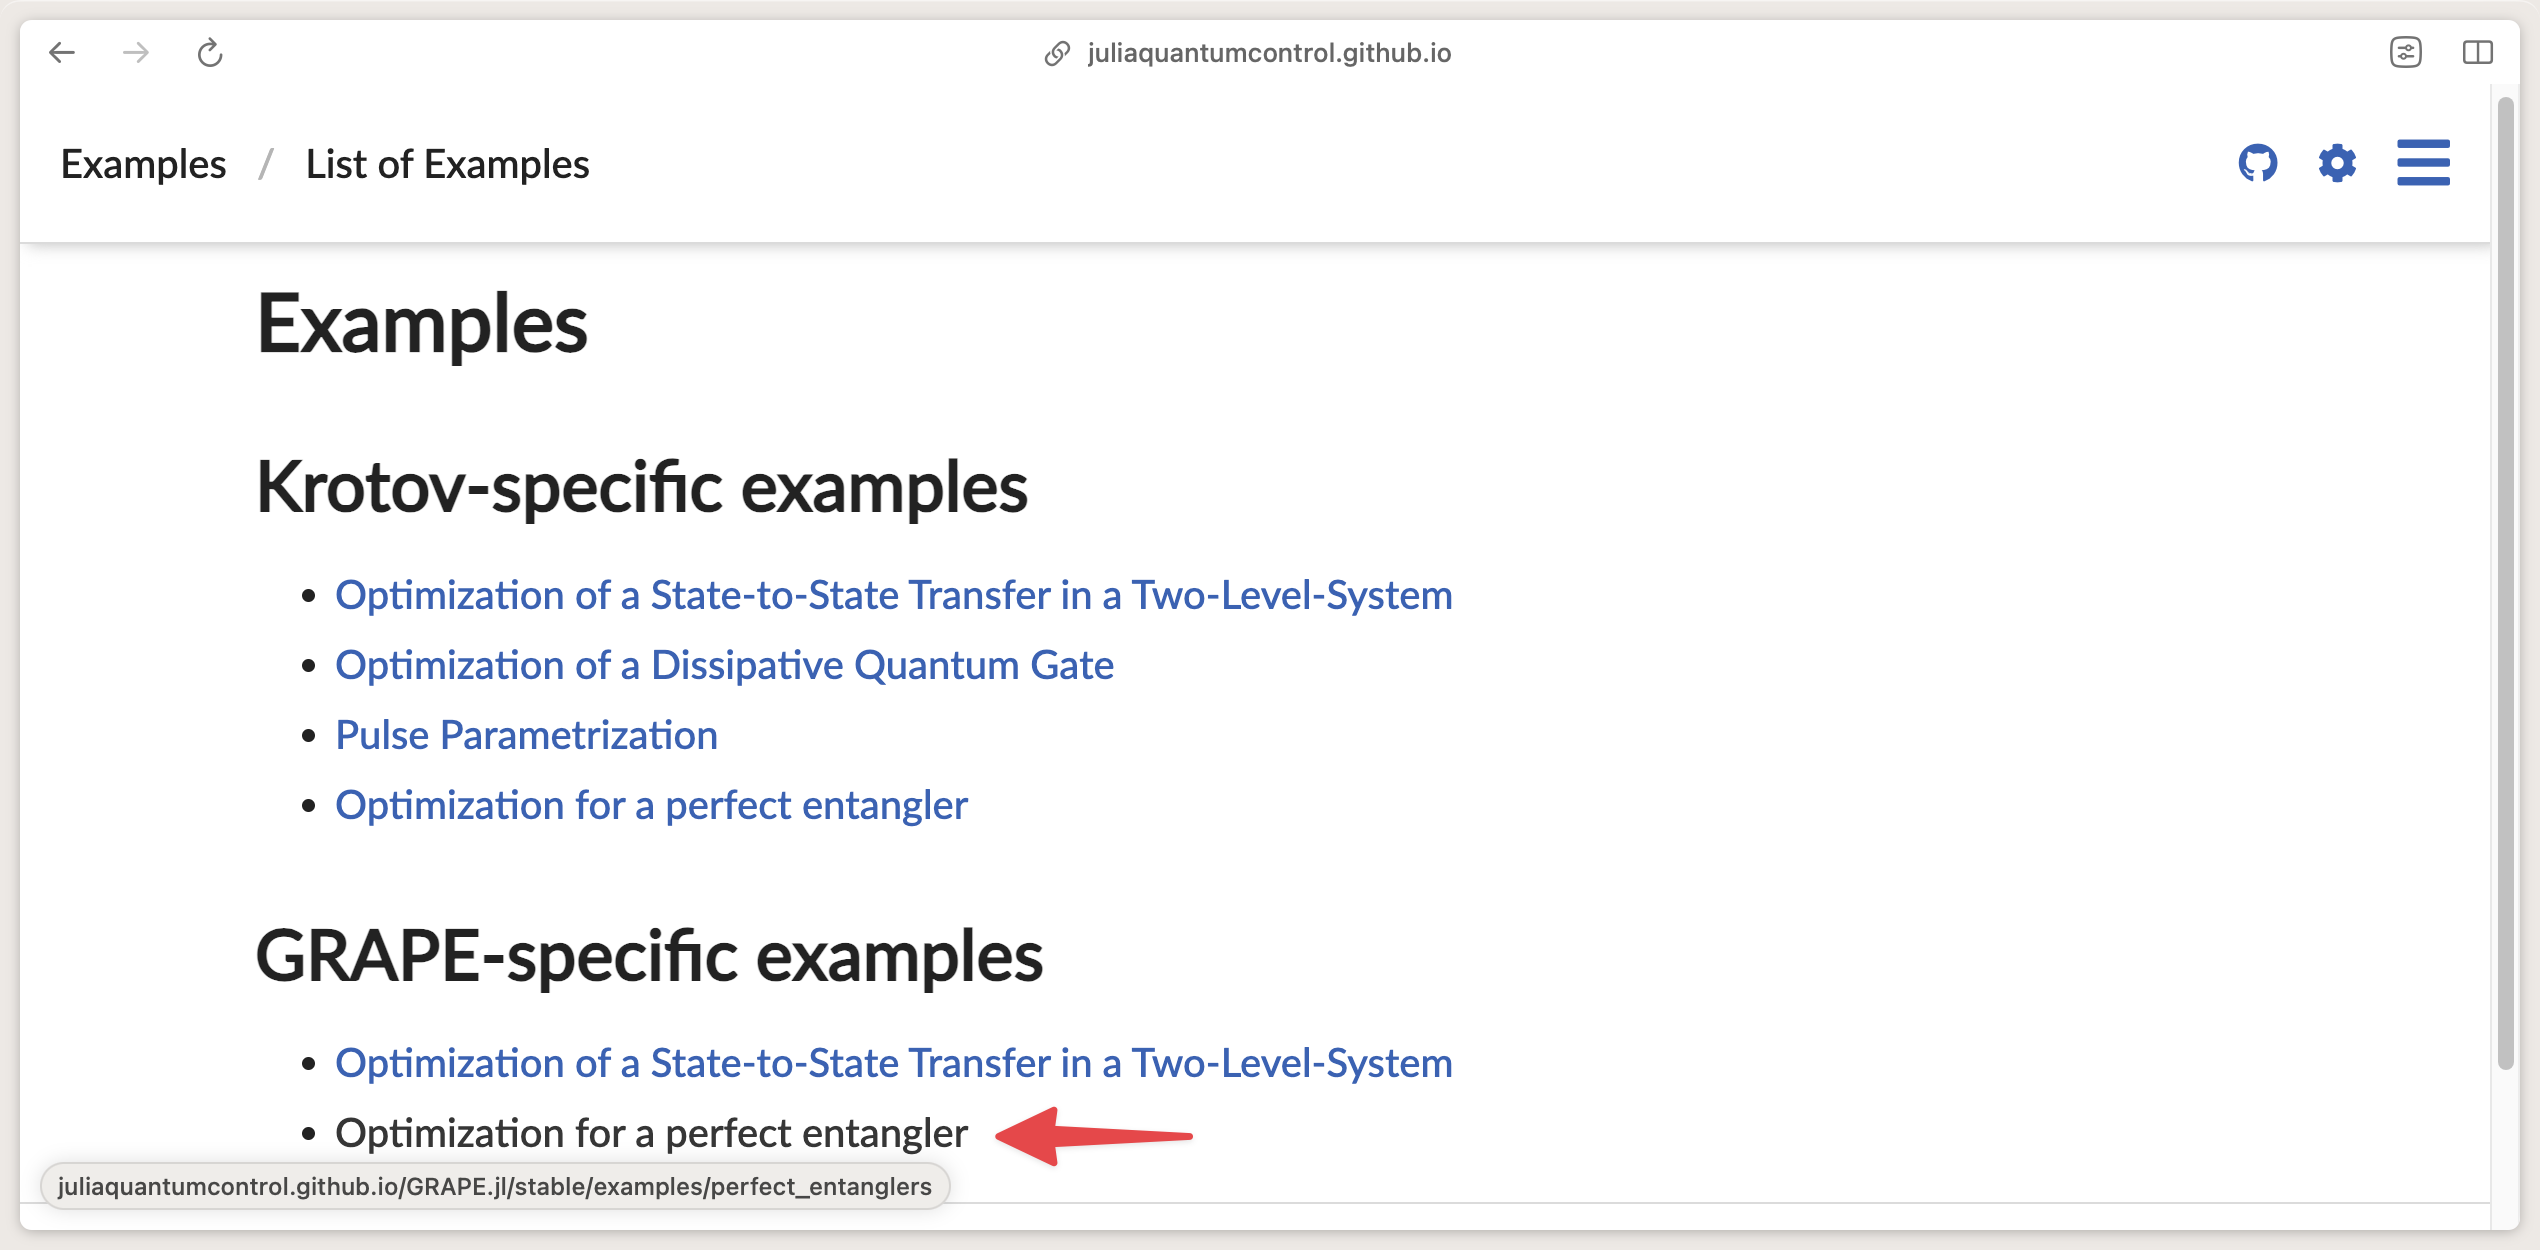 juliaquantumcontrol.github.io
Examples / List of Examples
Examples
Krotov-specific examples
• Optimization of a State-to-State Transfer in a Two-Level-System
• Optimization of a Dissipative Quantum Gate
• Pulse Parametrization
• Optimization for a perfect entangler
GRAPE-specific examples
• Optimization of a State-to-State Transfer in a Two-Level-System
• Optimization for a perfect entangler
juliaquantumcontrol.github.io/GRAPE.jl/stable/examples/perfect_entanglers